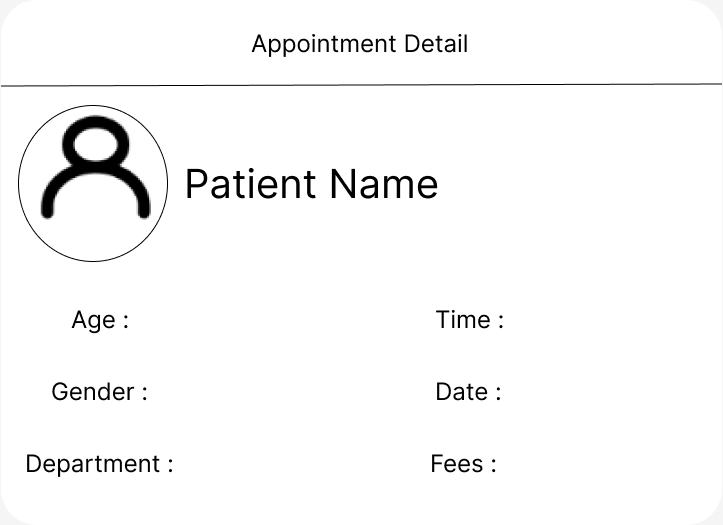 Appointment Detail
Patient Name
Age :
Time :
Gender :
Date :
Department :
Fees :